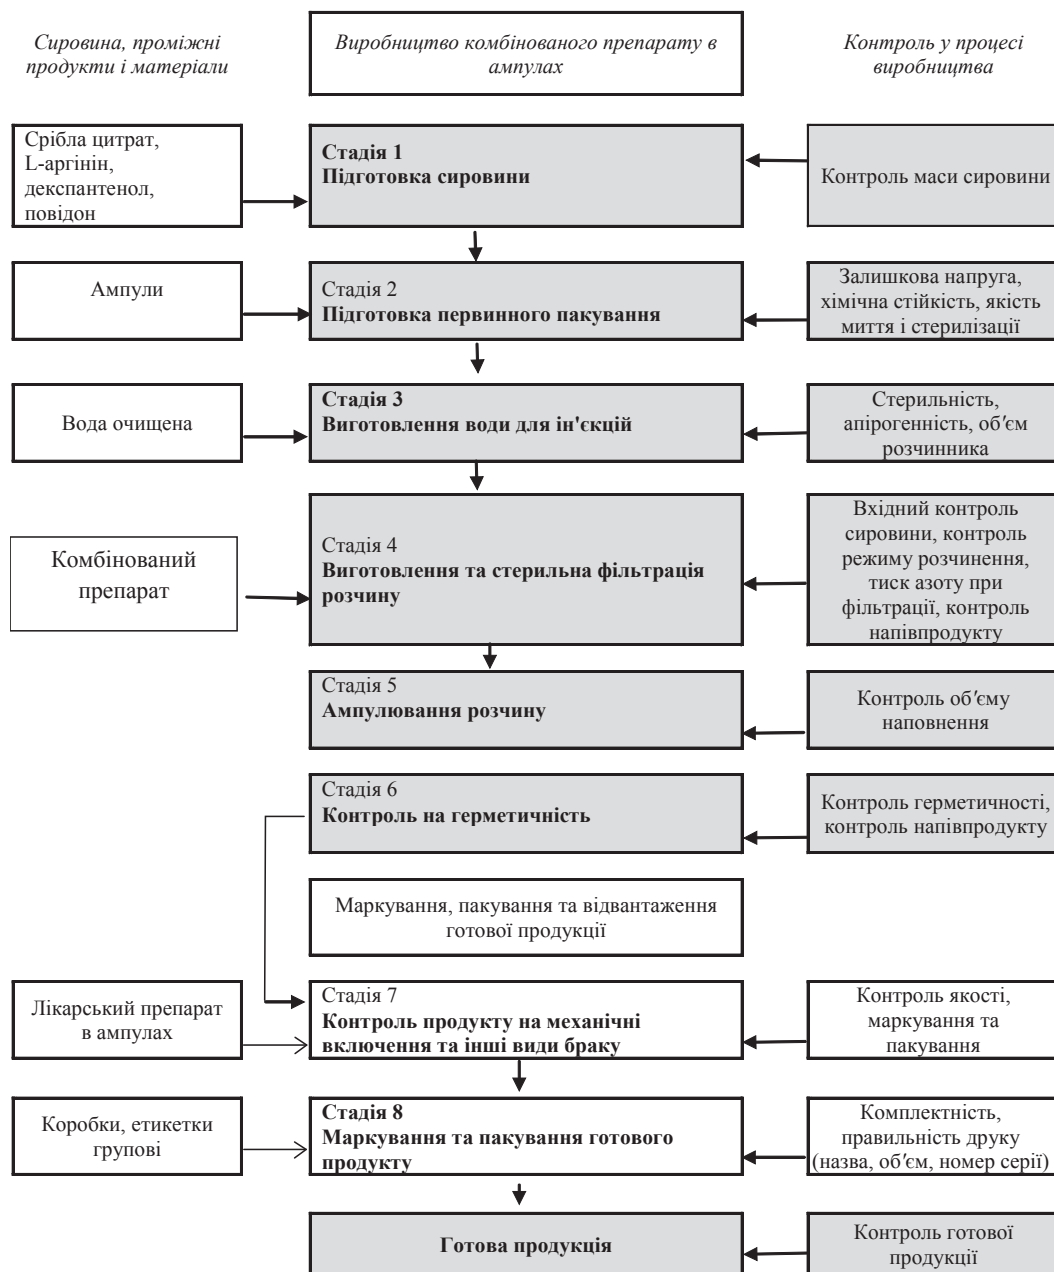 Сировина, проміжні
продукти і матеріали
Виробництво комбінованого препарату в
ампулах
Контроль у процесі
виробництва
Срібла цитрат,
L-аргінін,
декспантенол,
повідон
Стадія 1
Підготовка сировини
Контроль маси сировини
Ампули
Стадія 2
Підготовка первинного пакування
Залишкова напруга,
хімічна стійкість, якість
миття і стерилізації
Вода очищена
Стадія 3
Виготовлення води для ін'єкцій
Стерильність,
апірогенність, об′єм
розчинника
Комбінований
препарат
Стадія 4
Виготовлення та стерильна фільтрація
розчину
Вхідний контроль
сировини, контроль
режиму розчинення,
тиск азоту при
фільтрації, контроль
напівпродукту
Стадія 5
Ампулювання розчину
Контроль об′єму
наповнення
Стадія 6
Контроль на герметичність
Контроль герметичності,
контроль напівпродукту
Маркування, пакування та відвантаження
готової продукції
Лікарський препарат
в ампулах
Стадія 7
Контроль продукту на механічні
включення та інші види браку
Контроль якості,
маркування та
пакування
Коробки, етикетки
групові
Стадія 8
Маркування та пакування готового
продукту
Комплектність,
правильність друку
(назва, об′єм, номер серії)
Готова продукція
Контроль готової
продукції